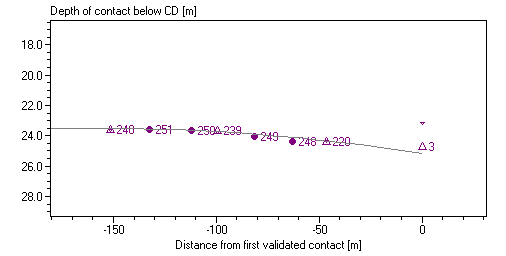 Depth of contact below CD [m]
18.0
20.0
22.0
24.0
26.0
28.0
240 251 250 239 249 248 220 3
-150 -100 -50 0
Distance from first validated contact [m]